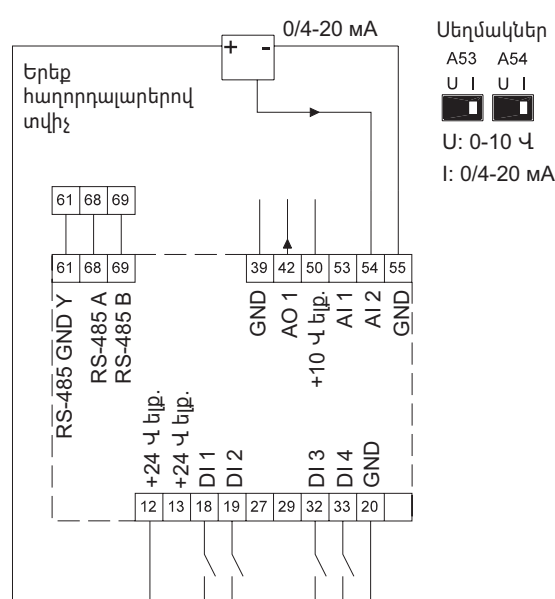 0/4-20 мА
+ -
Երեք
հաղորդալարերով
տվիչ
Սեղմակներ
A53 A54
U I U I
U: 0-10 Վ
I: 0/4-20 мА
61 68 69
61 68 69
39 42 50 53 54 55
RS-485 GND Y
RS-485 A
RS-485 B
GND
AO 1
+10 Վ ելք.
AI 1
AI 2
GND
+24 Վ ելք.
+24 Վ ելք.
DI 1
DI 2
DI 3
DI 4
GND
12 13 18 19 27 29 32 33 20